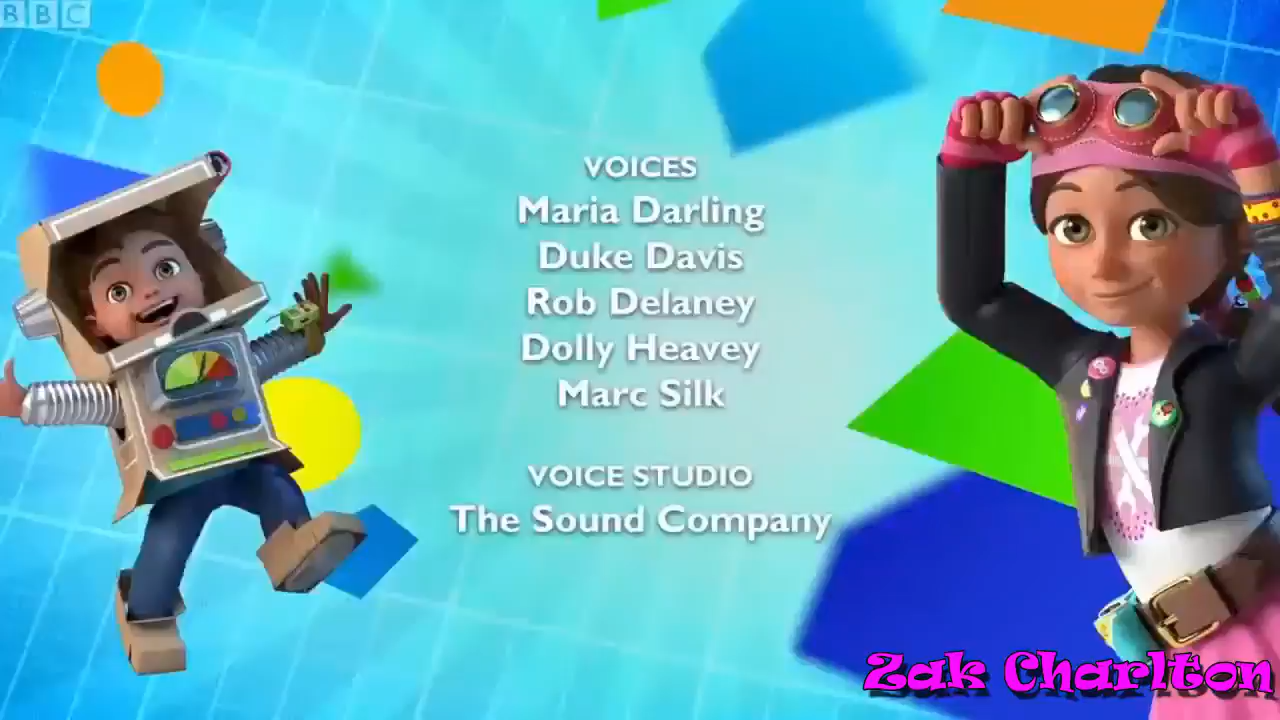 BBC
VOICES
Maria Darling
Duke Davis
Rob Delaney
Dolly Heavey
Marc Silk
VOICE STUDIO
The Sound Company
Zak Charlton